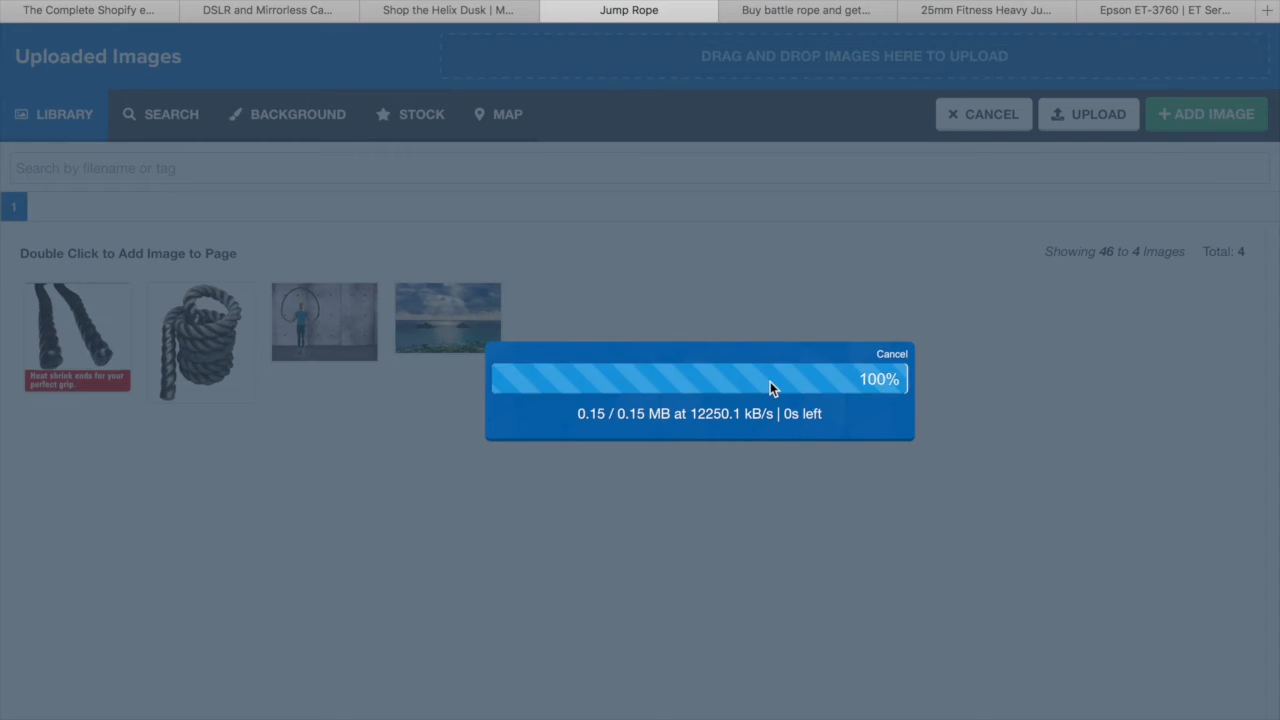 The Complete Shopify e...
DSLR and Mirrorless Ca...
Shop the Helix Dusk | M...
Jump Rope
Buy battle rope and get...
25mm Fitness Heavy Ju...
Epson ET-3760 | ET Ser...
Uploaded Images
DRAG AND DROP IMAGES HERE TO UPLOAD
LIBRARY
SEARCH
BACKGROUND
STOCK
MAP
CANCEL
UPLOAD
ADD IMAGE
Search by filename or tag
1
Double Click to Add Image to Page
Showing 46 to 4 Images
Total: 4
Heat shrink ends for your
perfect grip.
Cancel
100%
0.15 / 0.15 MB at 12250.1 kB/s | 0s left